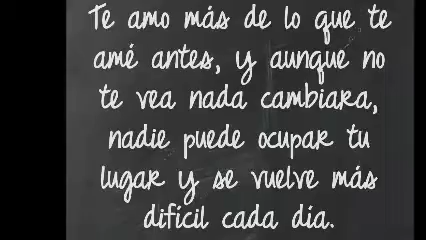 Te amo más de lo que te
amé antes, y aunque no
te vea nada cambiara,
nadie puede ocupar tu
lugar y se vuelve más
difícil cada día.